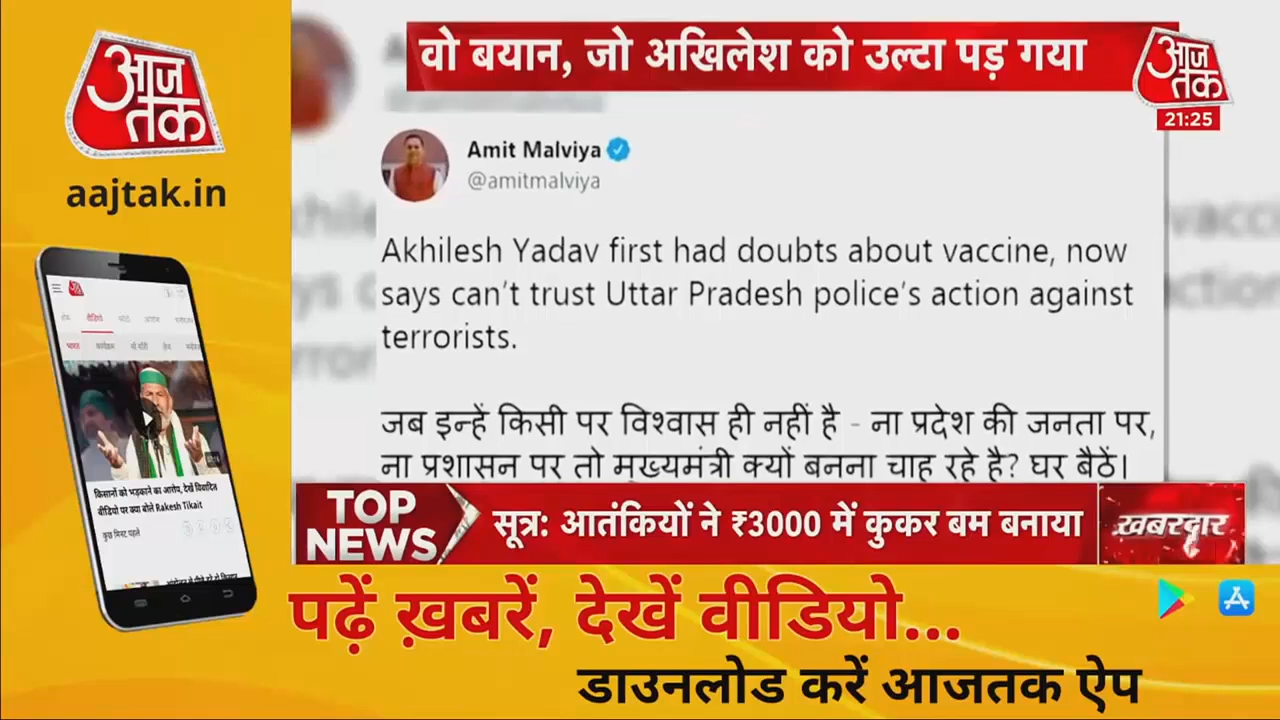 आज तक
aajtak.in
वो बयान, जो अखिलेश को उल्टा पड़ गया
आज तक
21:25
Amit Malviya
@amitmalviya
Akhilesh Yadav first had doubts about vaccine, now
says can't trust Uttar Pradesh police's action against
terrorists.
जब इन्हें किसी पर विश्वास ही नहीं है - ना प्रदेश की जनता पर,
ना प्रशासन पर तो मुख्यमंत्री क्यों बनना चाह रहे है? घर बैठें।
वीडियो
किसानों को भड़काने का आरोप, देखें विवादित
वीडियो पर क्या बोले Rakesh Tikait
कुछ मिनट पहले
TOP
NEWS
सूत्र: आतंकियों ने ₹3000 में कुकर बम बनाया
ख़बरदार
पढ़ें ख़बरें, देखें वीडियो...
डाउनलोड करें आजतक ऐप